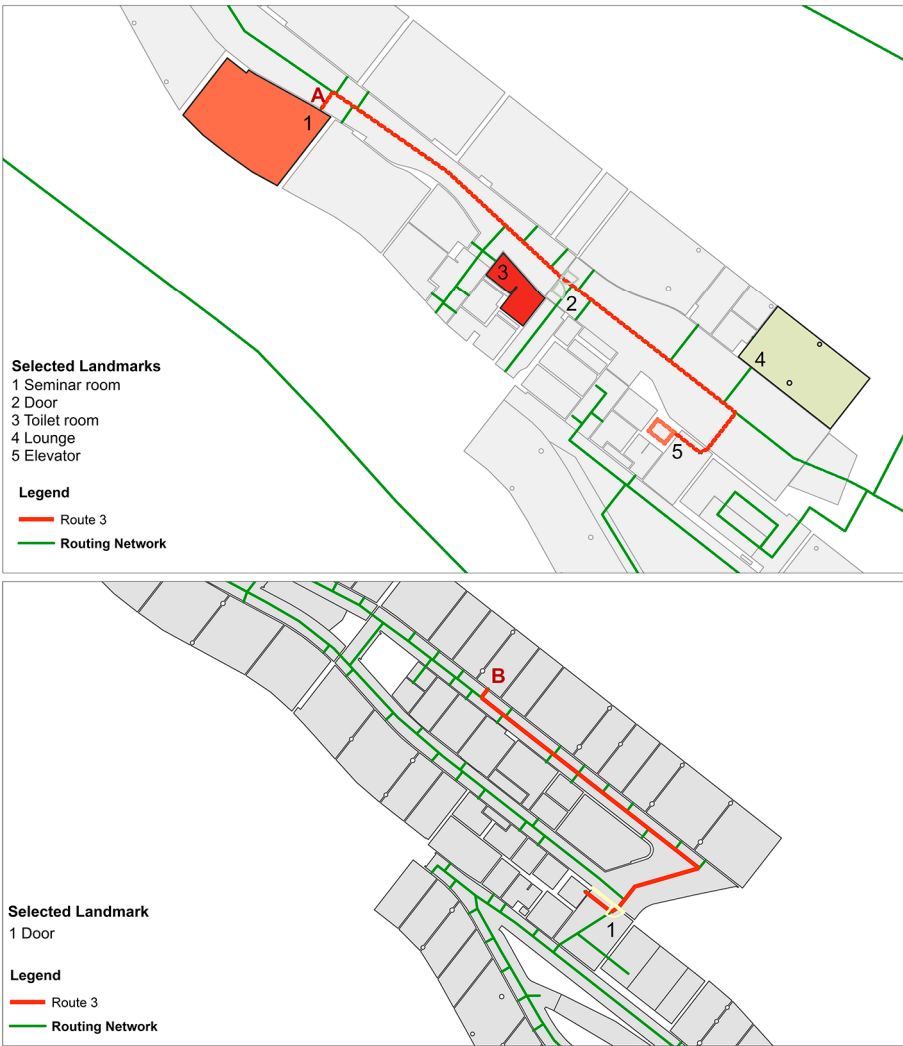 A
1
3
2
4
5
Selected Landmarks
1 Seminar room
2 Door
3 Toilet room
4 Lounge
5 Elevator
Legend
Route 3
Routing Network
B
1
Selected Landmark
1 Door
Legend
Route 3
Routing Network